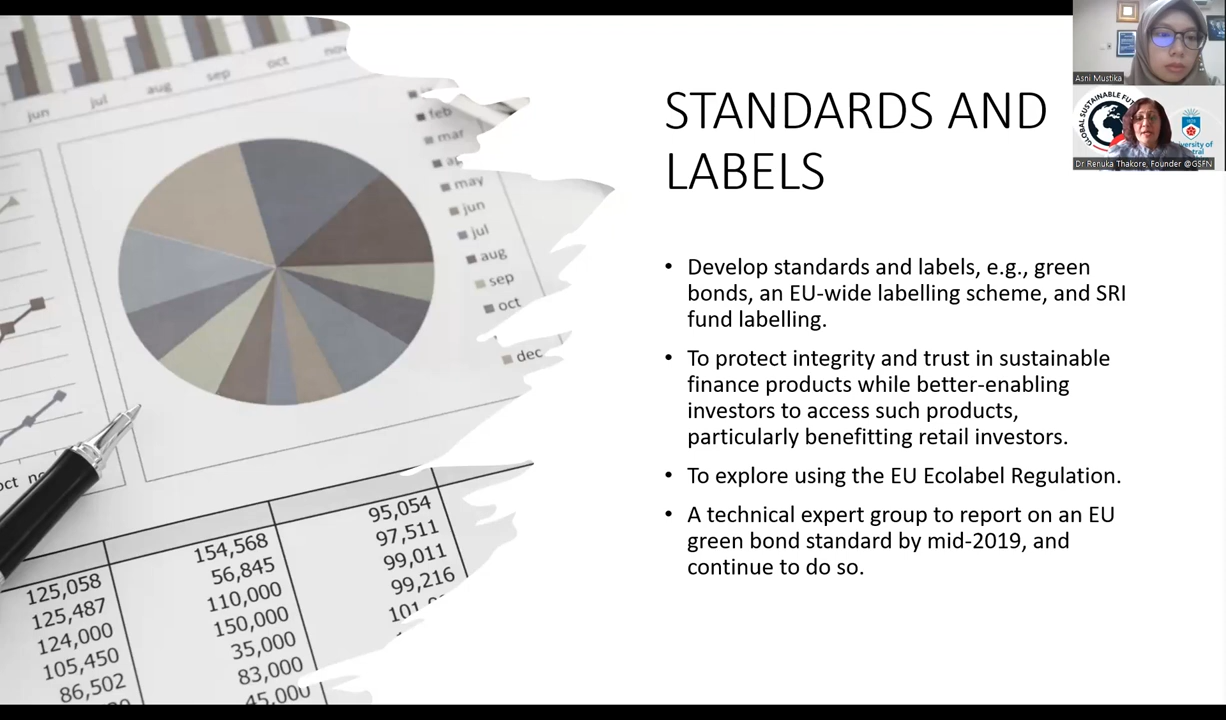 STANDARDS AND
LABELS
Develop standards and labels, e.g., green
bonds, an EU-wide labelling scheme, and SRI
fund labelling.
To protect integrity and trust in sustainable
finance products while better-enabling
investors to access such products,
particularly benefitting retail investors.
To explore using the EU Ecolabel Regulation.
A technical expert group to report on an EU
green bond standard by mid-2019, and
continue to do so.
Asni Mustika
GLOBAL SUSTAINABLE
Dr Renuka Thakore, Founder @GSFN
jun
jul
aug
sep
oct
feb
mar
may
jun
jul
aug
sep
oct
dec
oct
125,058
125,487
124,000
105,450
86,502
154,568
56,845
110,000
150,000
35,000
83,000
45,000
95,054
97,511
99,011
99,216